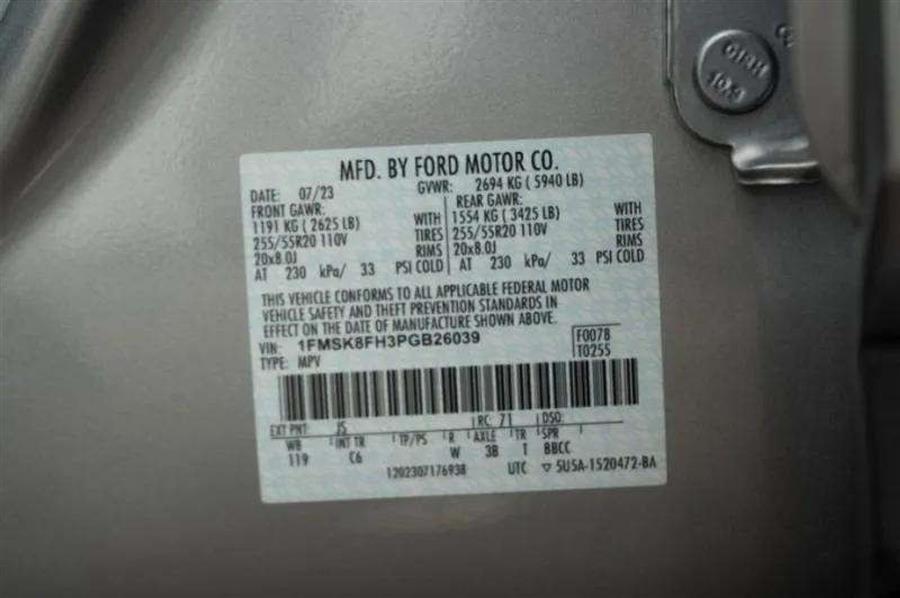 MFD. BY FORD MOTOR CO.
DATE: 07/23 GVWR: 2694 KG ( 5940 LB)
FRONT GAWR: REAR GAWR:
1191 KG ( 2625 LB) WITH 1554 KG ( 3425 LB) WITH
255/55R20 110V TIRES 255/55R20 110V TIRES
20x8.0J RIMS 20x8.0J RIMS
AT 230 kPa/ 33 PSI COLD AT 230 kPa/ 33 PSI COLD
THIS VEHICLE CONFORMS TO ALL APPLICABLE FEDERAL MOTOR
VEHICLE SAFETY AND THEFT PREVENTION STANDARDS IN
EFFECT ON THE DATE OF MANUFACTURE SHOWN ABOVE.
VIN: 1FMSK8FH3PGB26039 F0078
TYPE: MPV T0255
EXT PNT: JS RC: 71 DSO:
WB INT TR TP/PS R AXLE TR SPR
119 C6 W 3B T BBCC
1202307176938 UTC ▽ 5U5A-1520472-BA